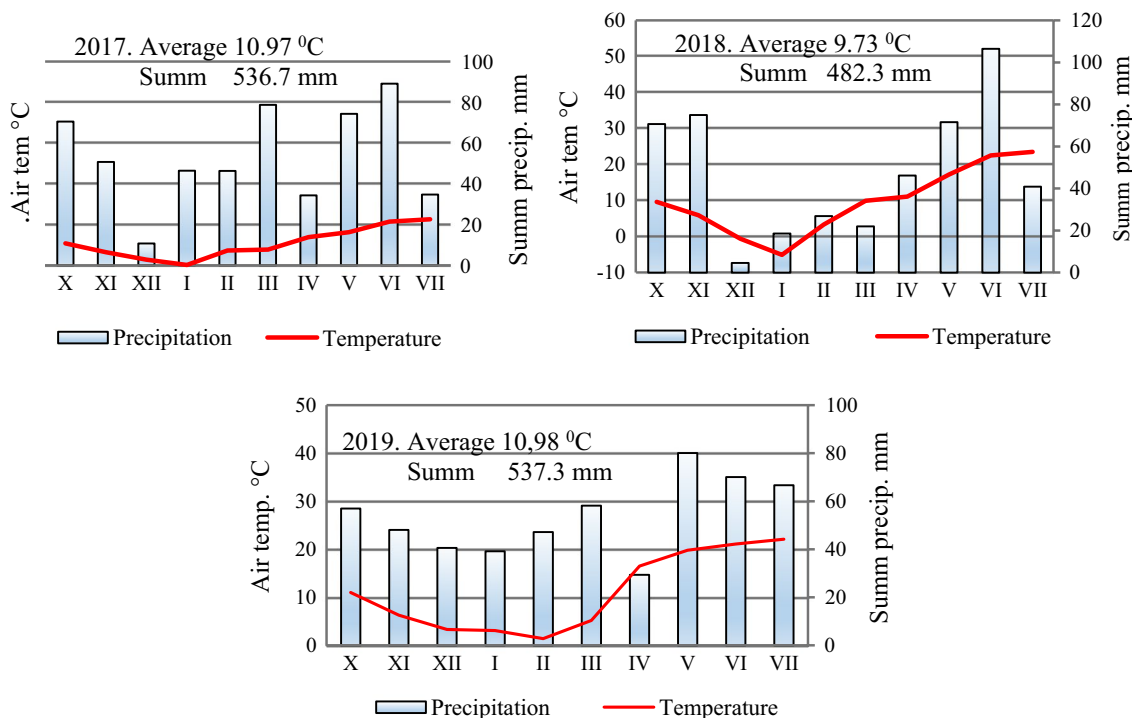 2017. Average 10.97 ⁰C
Summ 536.7 mm
.Air tem °C
100
80
60
40
20
0
Summ precip. mm
X XI XII I II III IV V VI VII
Precipitation Temperature
2018. Average 9.73 ⁰C
Summ 482.3 mm
Air tem °C
60
50
40
30
20
10
0
-10
120
100
80
60
40
20
0
Summ precip. mm
X XI XII I II III IV V VI VII
Precipitation Temperature
2019. Average 10,98 ⁰C
Summ 537.3 mm
Air temp. °C
50
40
30
20
10
0
100
80
60
40
20
0
Summ precip. mm
X XI XII I II III IV V VI VII
Precipitation Temperature